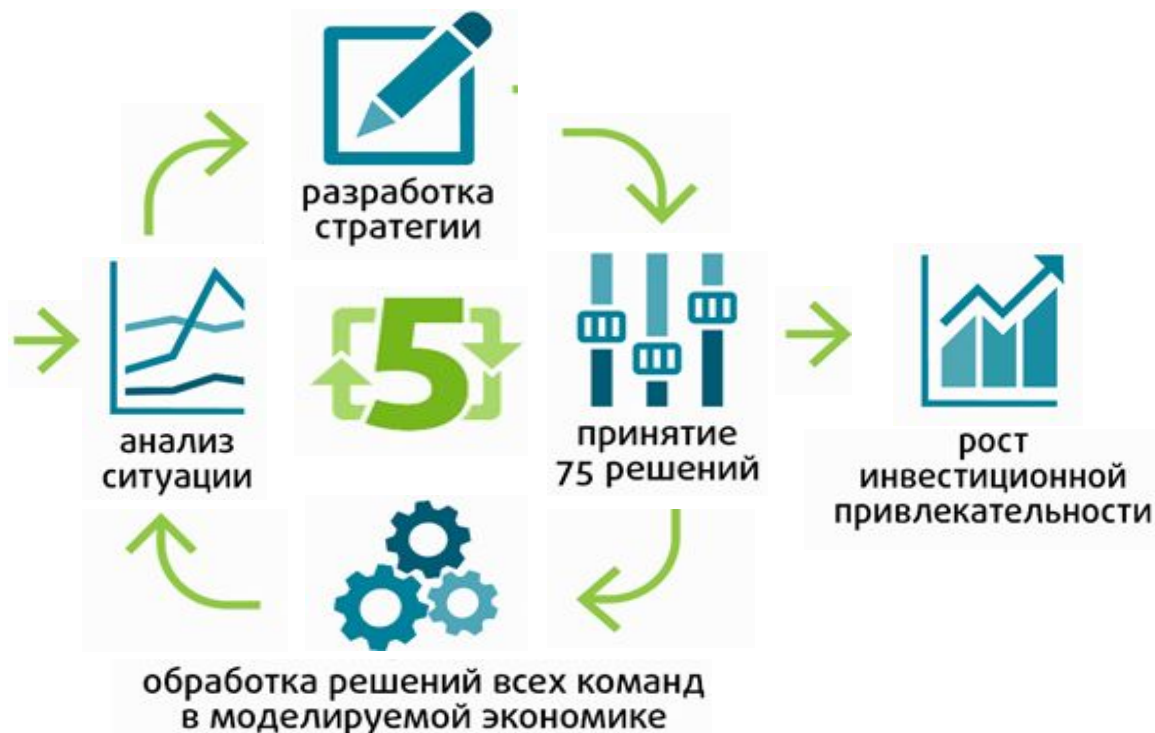 разработка
стратегии
5
анализ
ситуации
принятие
75 решений
рост
инвестиционной
привлекательности
обработка решений всех команд
в моделируемой экономике